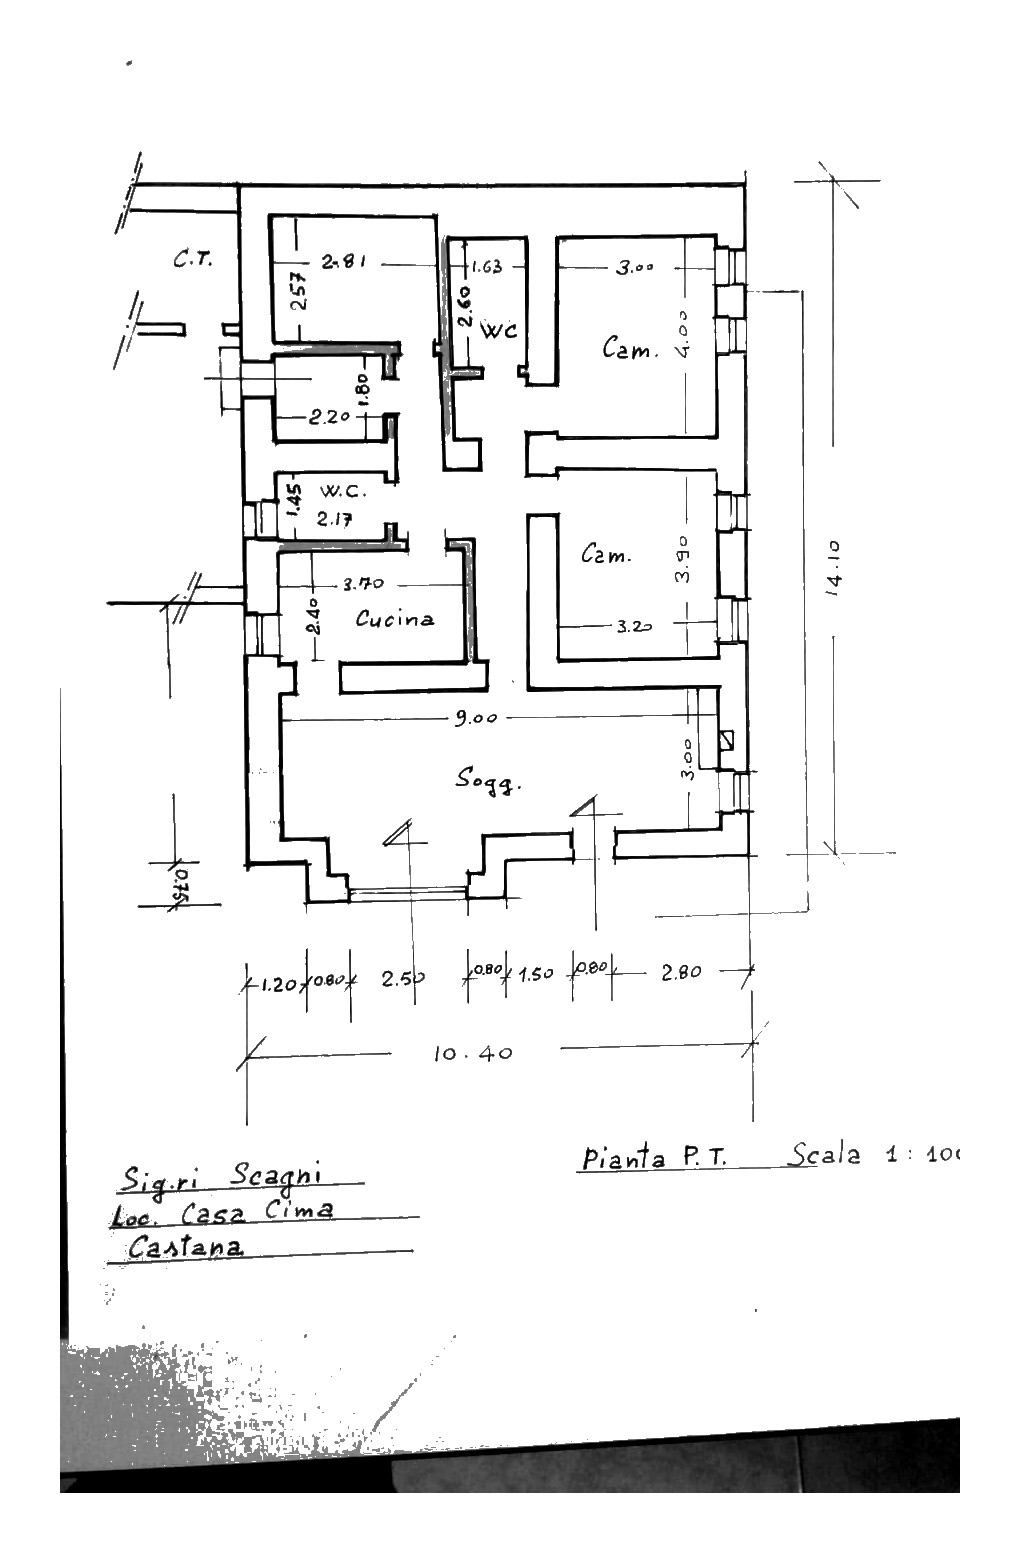 C.T.
2.81
2.57
1.63
2.60
WC
3.00
4.00
Cam.
1.80
2.20
1.45
W.C.
2.17
3.70
2.40
Cucina
Cam.
3.90
3.20
14.10
9.00
3.00
Sogg.
0.75
1.20 0.80 2.50 0.80 1.50 0.80 2.80
10.40
Pianta P.T. Scala 1:100
Sig.ri Scagni
Loc. Casa Cima
Castana